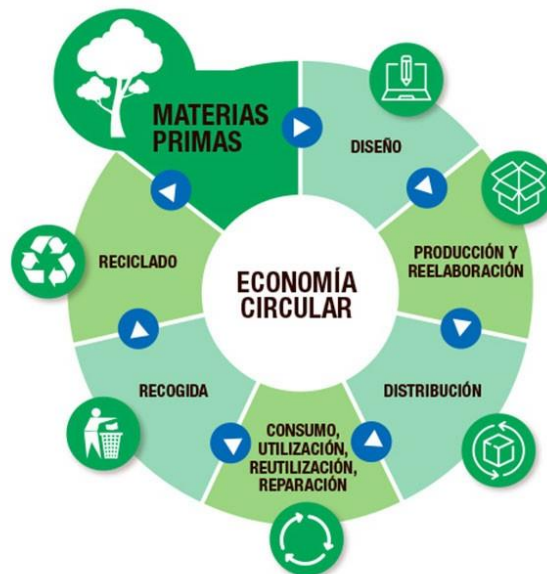 MATERIAS
PRIMAS
DISEÑO
PRODUCCIÓN Y
REELABORACIÓN
DISTRIBUCIÓN
CONSUMO,
UTILIZACIÓN,
REUTILIZACIÓN,
REPARACIÓN
RECOGIDA
RECICLADO
ECONOMÍA
CIRCULAR